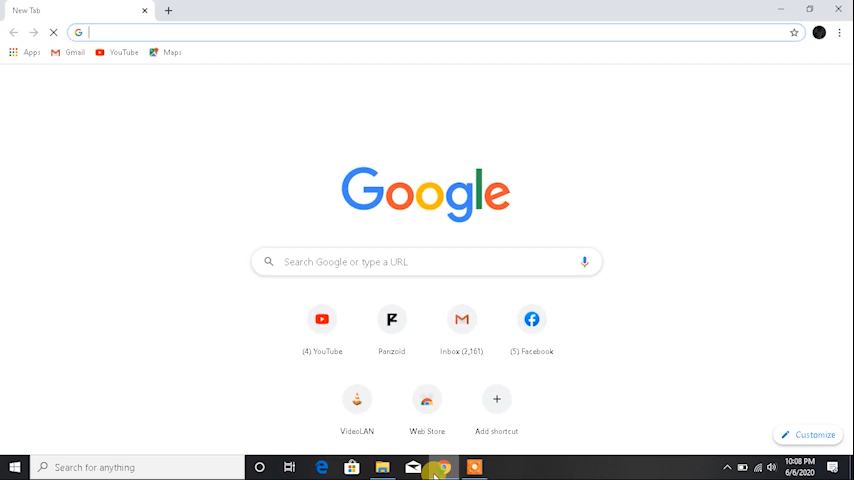 New Tab
Apps Gmail YouTube Maps
Google
Search Google or type a URL
(4) YouTube Panzoid Inbox (2,161) (5) Facebook
VideoLAN Web Store Add shortcut
Customize
Search for anything
10:08 PM
6/6/2020